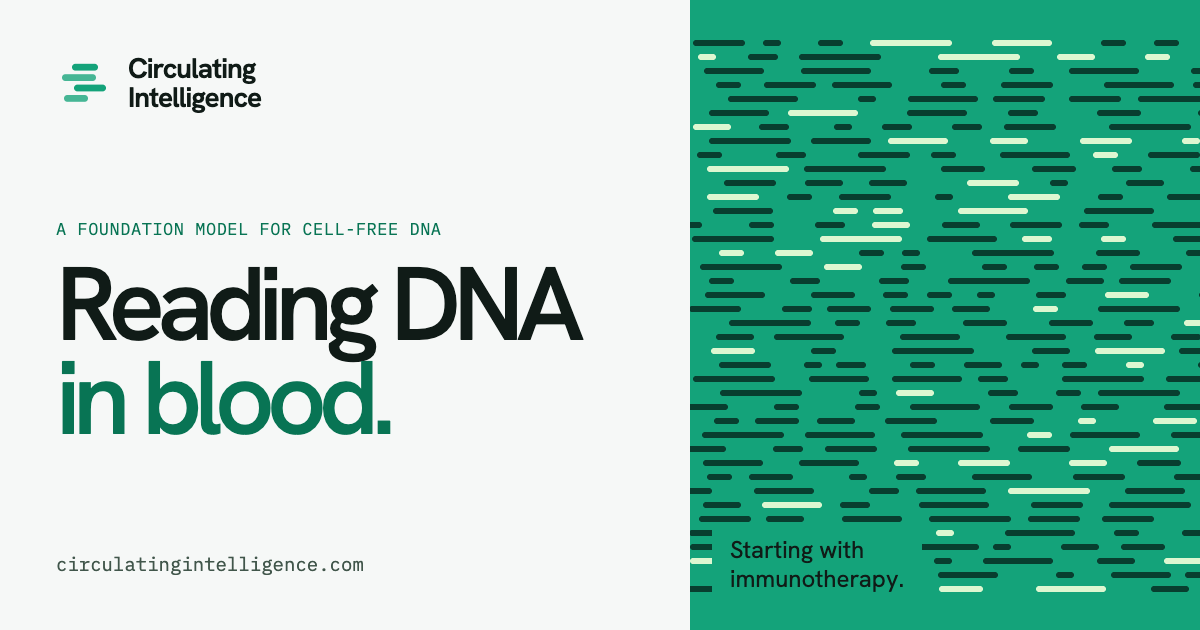 Circulating
Intelligence
A FOUNDATION MODEL FOR CELL-FREE DNA
Reading DNA
in blood.
circulatingintelligence.com
Starting with
immunotherapy.